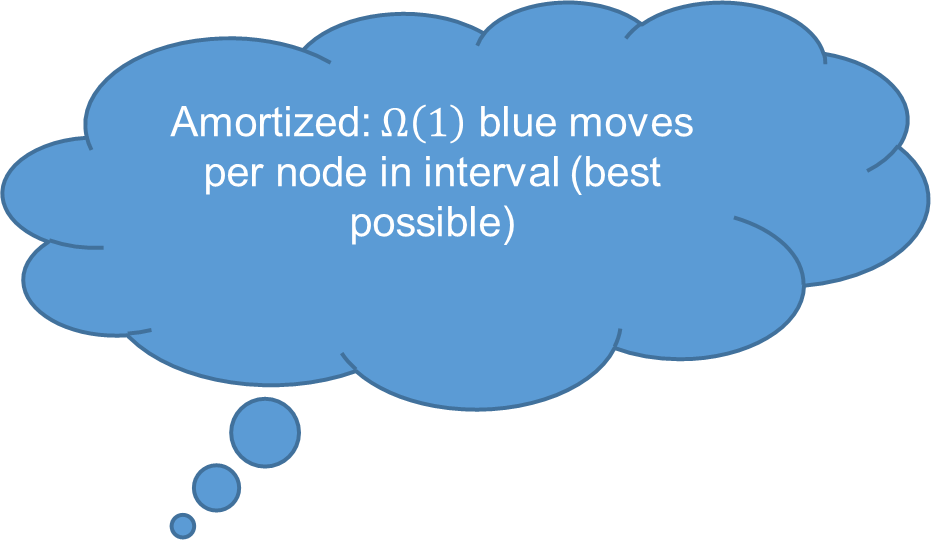 Amortized: Ω(1) blue moves
per node in interval (best
possible)